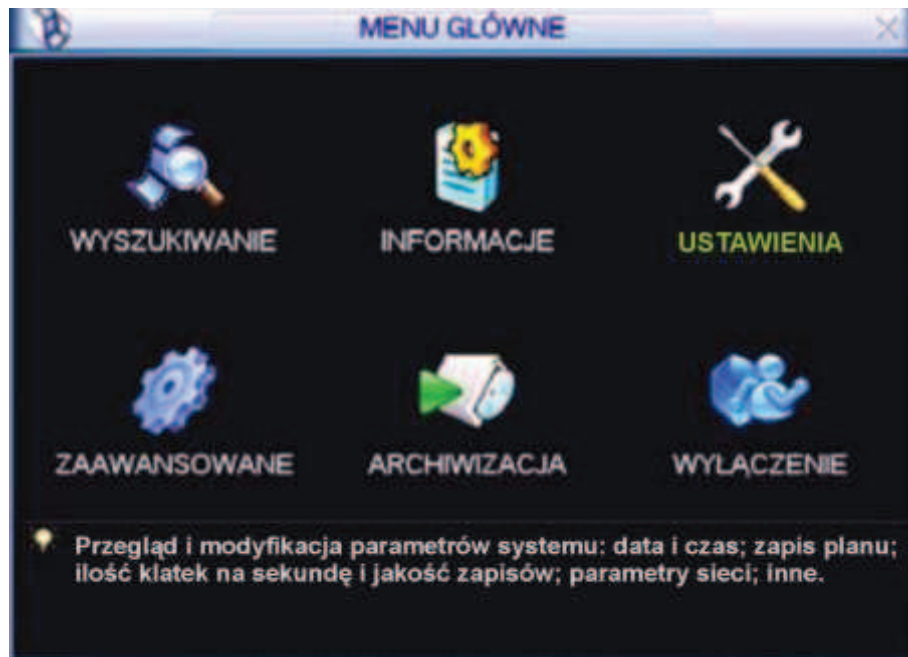 MENU GLÓWNE
WYSZUKIWANIE
INFORMACJE
USTAWIENIA
ZAAWANSOWANE
ARCHIWIZACJA
WYLĄCZENIE
Przegląd i modyfikacja parametrów systemu: data i czas; zapis planu;
ilość klatek na sekundę i jakość zapisów; parametry sieci; inne.